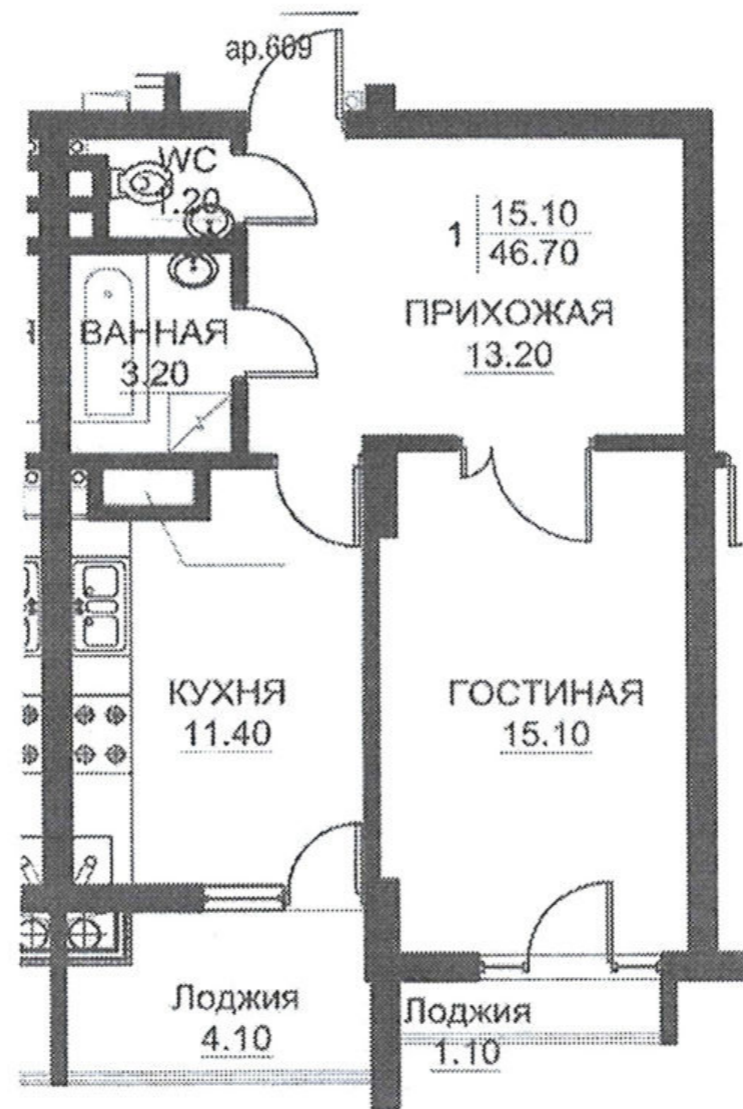 ар.609
WC
1.20
1 15.10
46.70
ПРИХОЖАЯ
13.20
ВАННАЯ
3.20
КУХНЯ
11.40
ГОСТИНАЯ
15.10
Лоджия
4.10
Лоджия
1.10